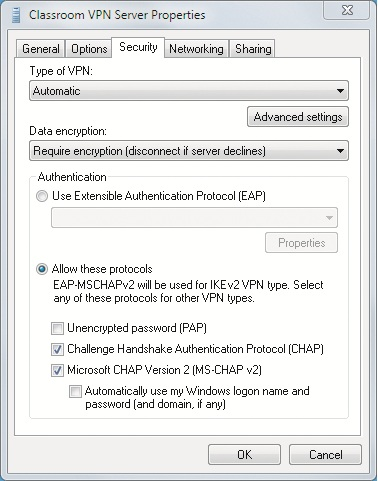 Classroom VPN Server Properties
General Options Security Networking Sharing
Type of VPN:
Automatic
Advanced settings
Data encryption:
Require encryption (disconnect if server declines)
Authentication
Use Extensible Authentication Protocol (EAP)
Properties
Allow these protocols
EAP-MSCHAPv2 will be used for IKEv2 VPN type. Select
any of these protocols for other VPN types.
Unencrypted password (PAP)
Challenge Handshake Authentication Protocol (CHAP)
Microsoft CHAP Version 2 (MS-CHAP v2)
Automatically use my Windows logon name and
password (and domain, if any)
OK Cancel